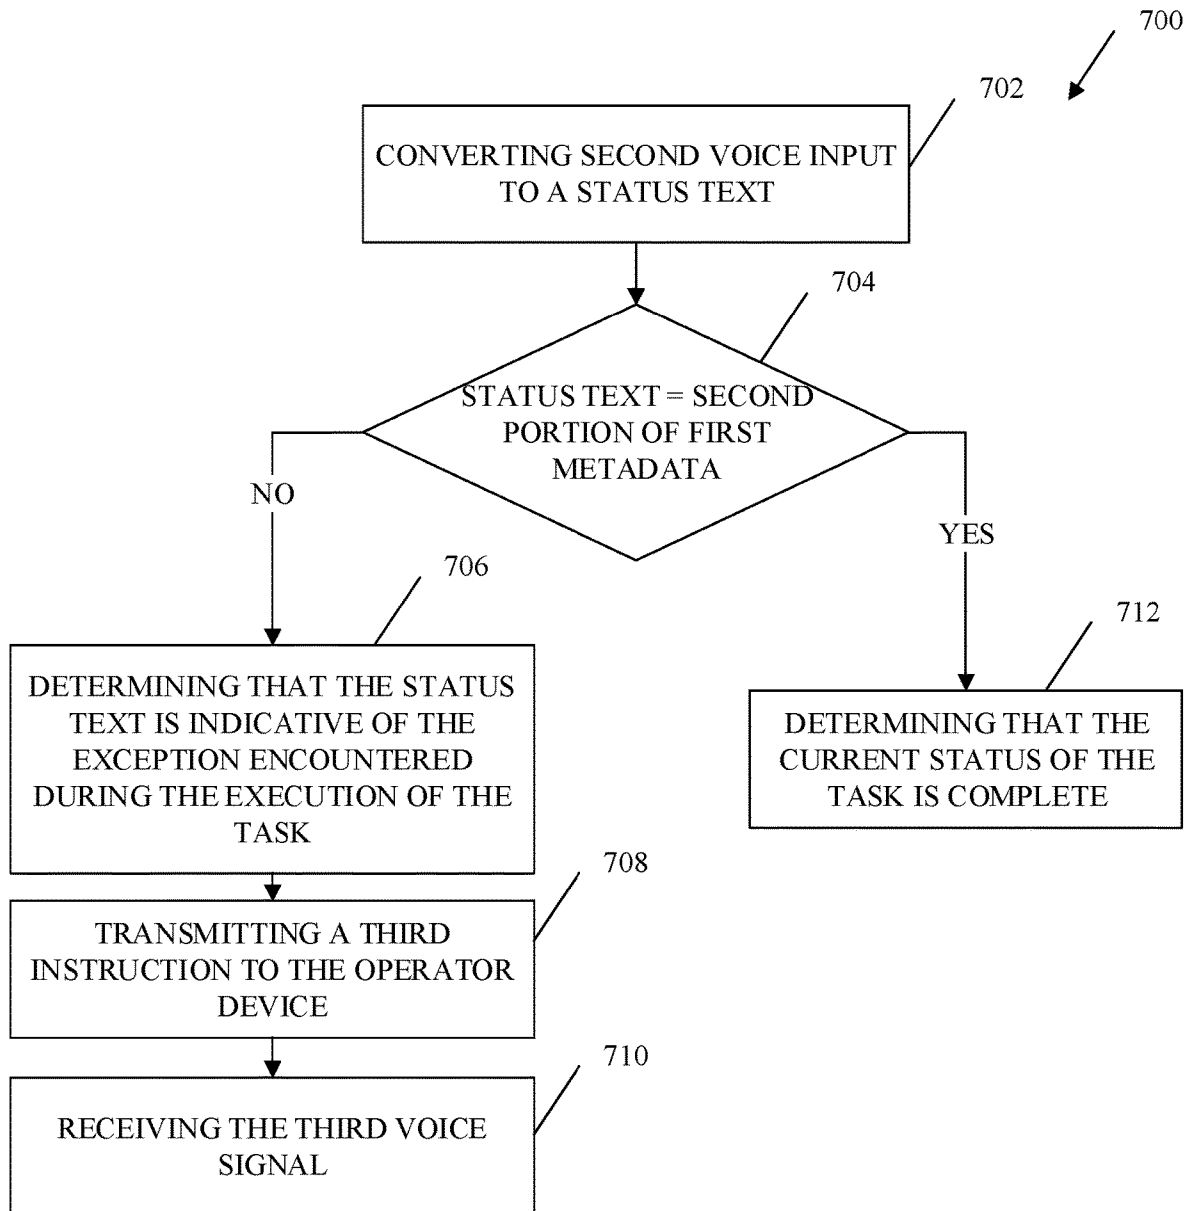 700
702
CONVERTING SECOND VOICE INPUT
TO A STATUS TEXT
704
STATUS TEXT = SECOND
PORTION OF FIRST
METADATA
NO
YES
706
DETERMINING THAT THE STATUS
TEXT IS INDICATIVE OF THE
EXCEPTION ENCOUNTERED
DURING THE EXECUTION OF THE
TASK
712
DETERMINING THAT THE
CURRENT STATUS OF THE
TASK IS COMPLETE
708
TRANSMITTING A THIRD
INSTRUCTION TO THE OPERATOR
DEVICE
710
RECEIVING THE THIRD VOICE
SIGNAL